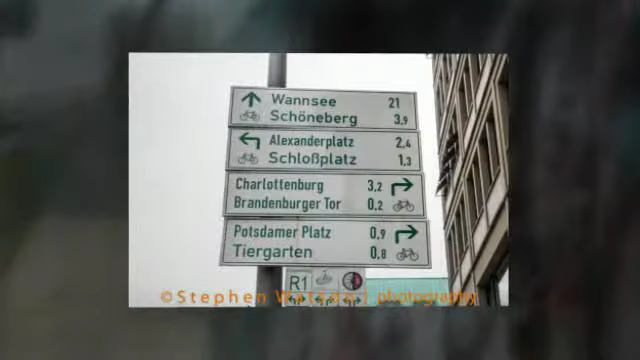 Wannsee 21
Schöneberg 3,9
Alexanderplatz 2,4
Schloßplatz 1,3
Charlottenburg 3,2
Brandenburger Tor 0,2
Potsdamer Platz 0,9
Tiergarten 0,8
R1
©Stephen Watson | photography